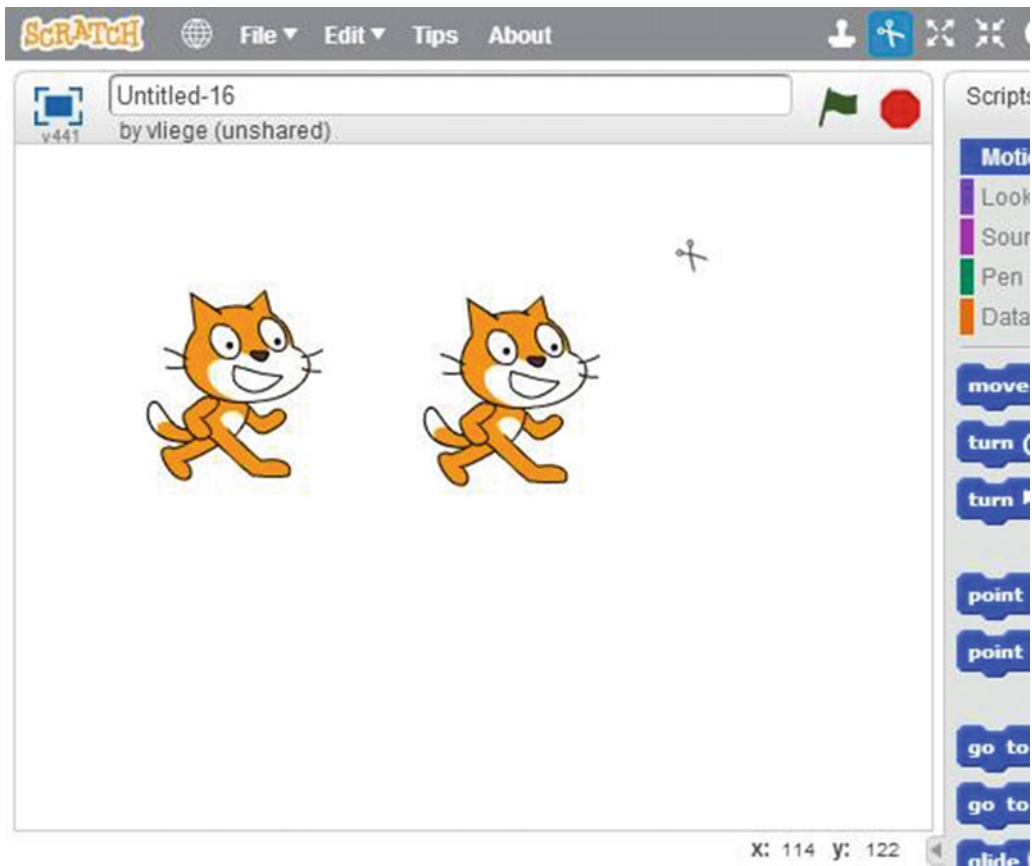 SCRATCH File Edit Tips About
Untitled-16
v441 by vliege (unshared)
Scripts
Motio
Look
Soun
Pen
Data
move
turn
turn
point
point
go to
go to
glide
x: 114 y: 122